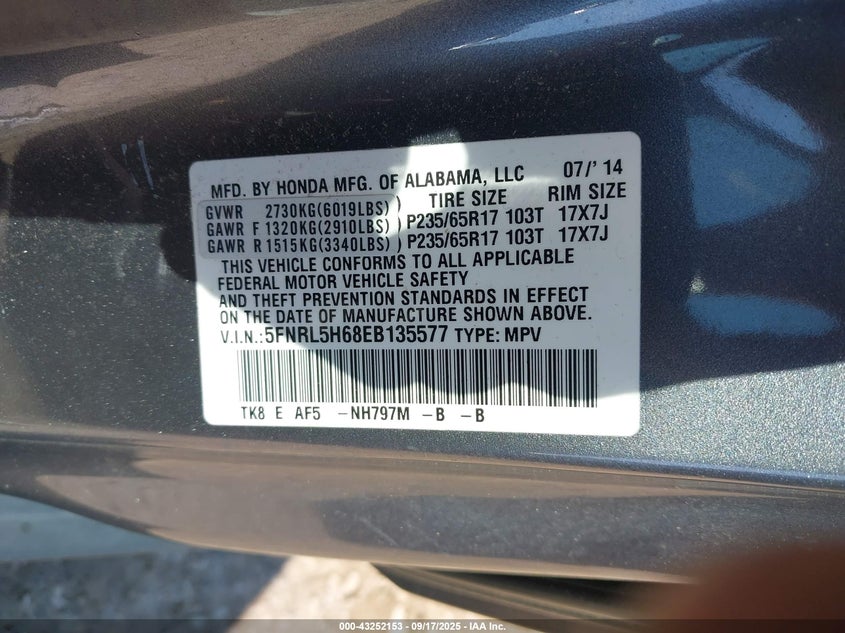 MFD. BY HONDA MFG. OF ALABAMA, LLC 07/' 14
TIRE SIZE RIM SIZE
GVWR 2730KG(6019LBS)
GAWR F 1320KG(2910LBS) P235/65R17 103T 17X7J
GAWR R 1515KG(3340LBS) P235/65R17 103T 17X7J
THIS VEHICLE CONFORMS TO ALL APPLICABLE
FEDERAL MOTOR VEHICLE SAFETY
AND THEFT PREVENTION STANDARDS IN EFFECT
ON THE DATE OF MANUFACTURE SHOWN ABOVE.
V.I.N.:5FNRL5H68EB135577 TYPE: MPV
TK8 E AF5 -NH797M -B -B
000-43252153 - 09/17/2025 - IAA Inc.